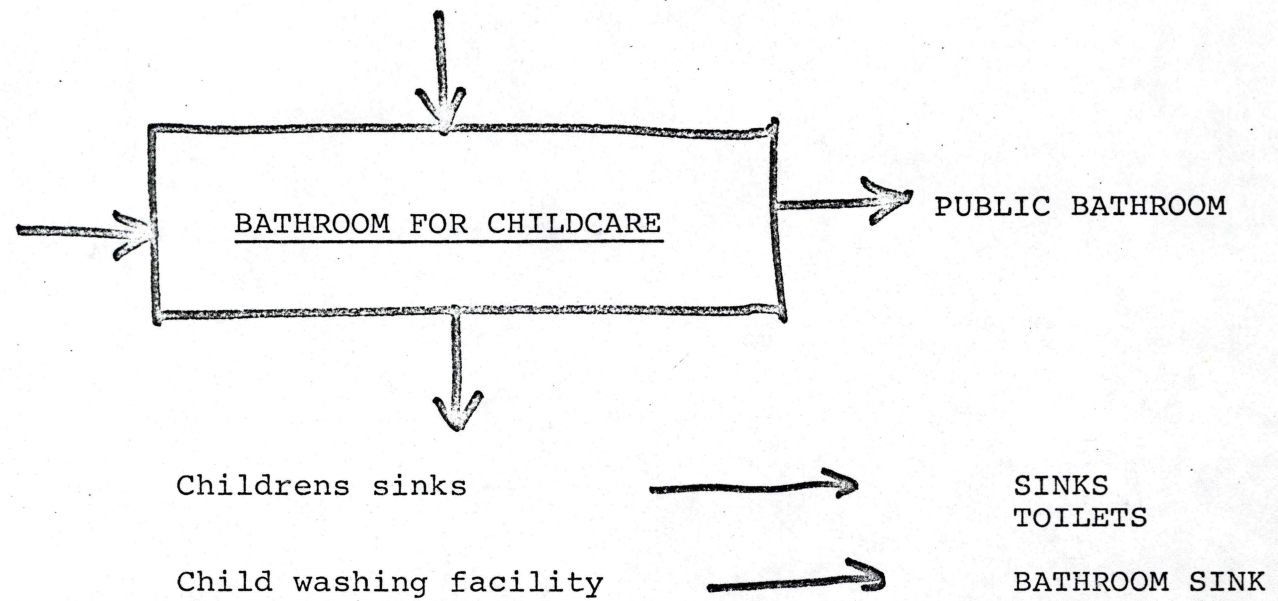 BATHROOM FOR CHILDCARE
PUBLIC BATHROOM
Childrens sinks
SINKS
TOILETS
Child washing facility
BATHROOM SINK